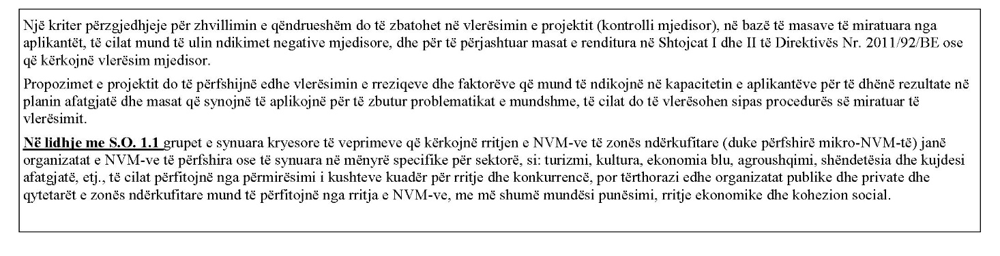 Një kriter përzgjedhjeje për zhvillimin e qëndrueshëm do të zbatohet në vlerësimin e projektit (kontrolli mjedisor), në bazë të masave të miratuara nga
aplikantët, të cilat mund të ulin ndikimet negative mjedisore, dhe për të përjashtuar masat e renditura në Shtojcat I dhe II të Direktivës Nr. 2011/92/BE ose
që kërkojnë vlerësim mjedisor.
Propozimet e projektit do të përfshijnë edhe vlerësimin e rreziqeve dhe faktorëve që mund të ndikojnë në kapacitetin e aplikantëve për të dhënë rezultate në
planin afatgjatë dhe masat që synojnë të aplikojnë për të zbutur problematikat e mundshme, të cilat do të vlerësohen sipas procedurës së miratuar të
vlerësimit.
Në lidhje me S.O. 1.1 grupet e synuara kryesore të veprimeve që kërkojnë rritjen e NVM-ve të zonës ndërkufitare (duke përfshirë mikro-NVM-të) janë
organizatat e NVM-ve të përfshira ose të synuara në mënyrë specifike për sektorë, si: turizmi, kultura, ekonomia blu, agroushqimi, shëndetësia dhe kujdesi
afatgjatë, etj., të cilat përfitojnë nga përmirësimi i kushteve kuadër për rritje dhe konkurrencë, por tërthorazi edhe organizatat publike dhe private dhe
qytetarët e zonës ndërkufitare mund të përfitojnë nga rritja e NVM-ve, me më shumë mundësi punësimi, rritje ekonomike dhe kohezion social.